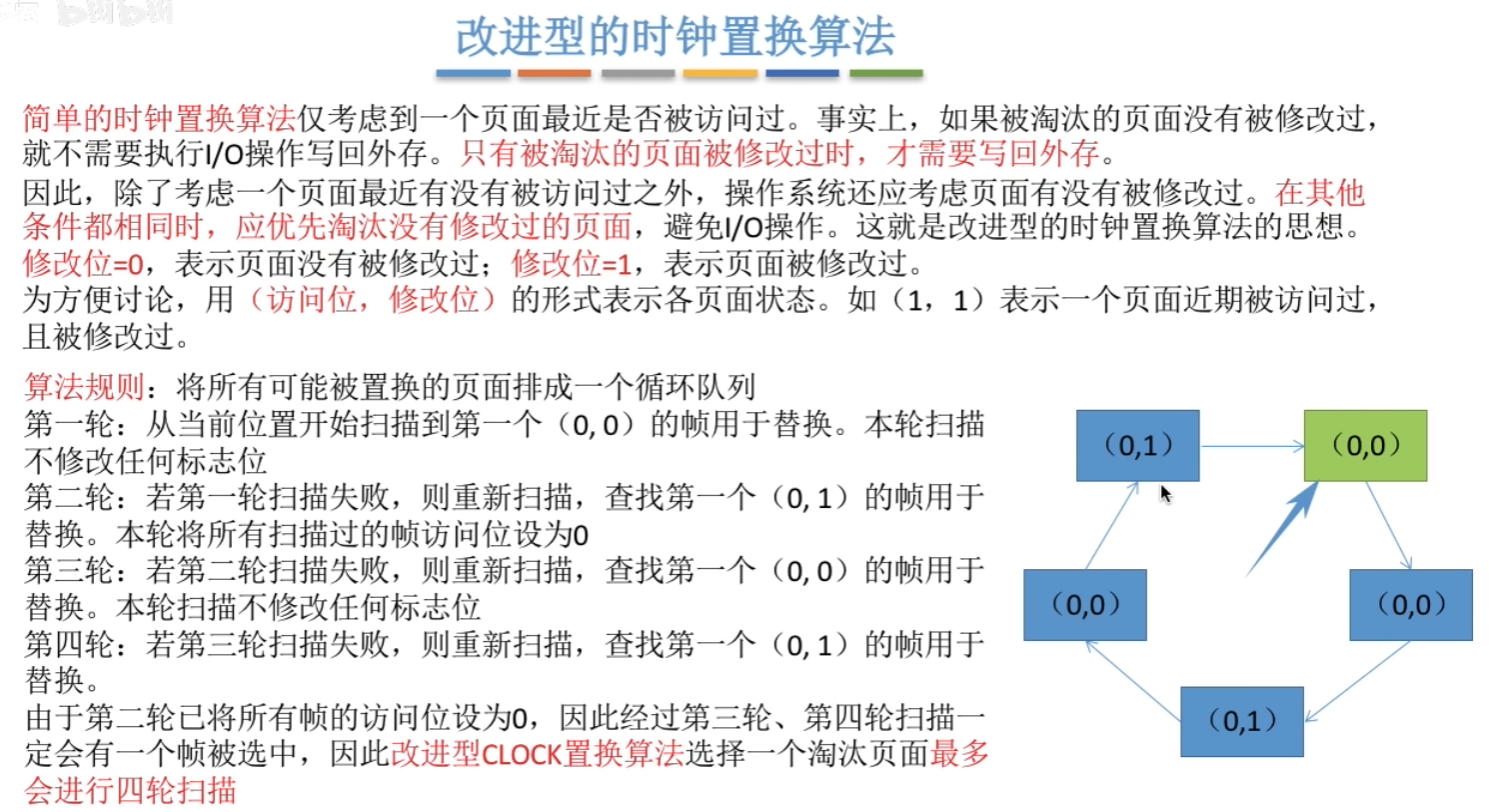 改进型的时钟置换算法
简单的时钟置换算法仅考虑到一个页面最近是否被访问过。事实上，如果被淘汰的页面没有被修改过，
就不需要执行I/O操作写回外存。只有被淘汰的页面被修改过时，才需要写回外存。
因此，除了考虑一个页面最近有没有被访问过之外，操作系统还应考虑页面有没有被修改过。在其他
条件都相同时，应优先淘汰没有修改过的页面，避免I/O操作。这就是改进型的时钟置换算法的思想。
修改位=0，表示页面没有被修改过；修改位=1，表示页面被修改过。
为方便讨论，用（访问位，修改位）的形式表示各页面状态。如（1，1）表示一个页面近期被访问过，
且被修改过。
算法规则：将所有可能被置换的页面排成一个循环队列
第一轮：从当前位置开始扫描到第一个（0, 0）的帧用于替换。本轮扫描
不修改任何标志位
第二轮：若第一轮扫描失败，则重新扫描，查找第一个（0, 1）的帧用于
替换。本轮将所有扫描过的帧访问位设为0
第三轮：若第二轮扫描失败，则重新扫描，查找第一个（0, 0）的帧用于
替换。本轮扫描不修改任何标志位
第四轮：若第三轮扫描失败，则重新扫描，查找第一个（0, 1）的帧用于
替换。
由于第二轮已将所有帧的访问位设为0，因此经过第三轮、第四轮扫描一
定会有一个帧被选中，因此改进型CLOCK置换算法选择一个淘汰页面最多
会进行四轮扫描
（0,1）
（0,0）
（0,0）
（0,0）
（0,1）